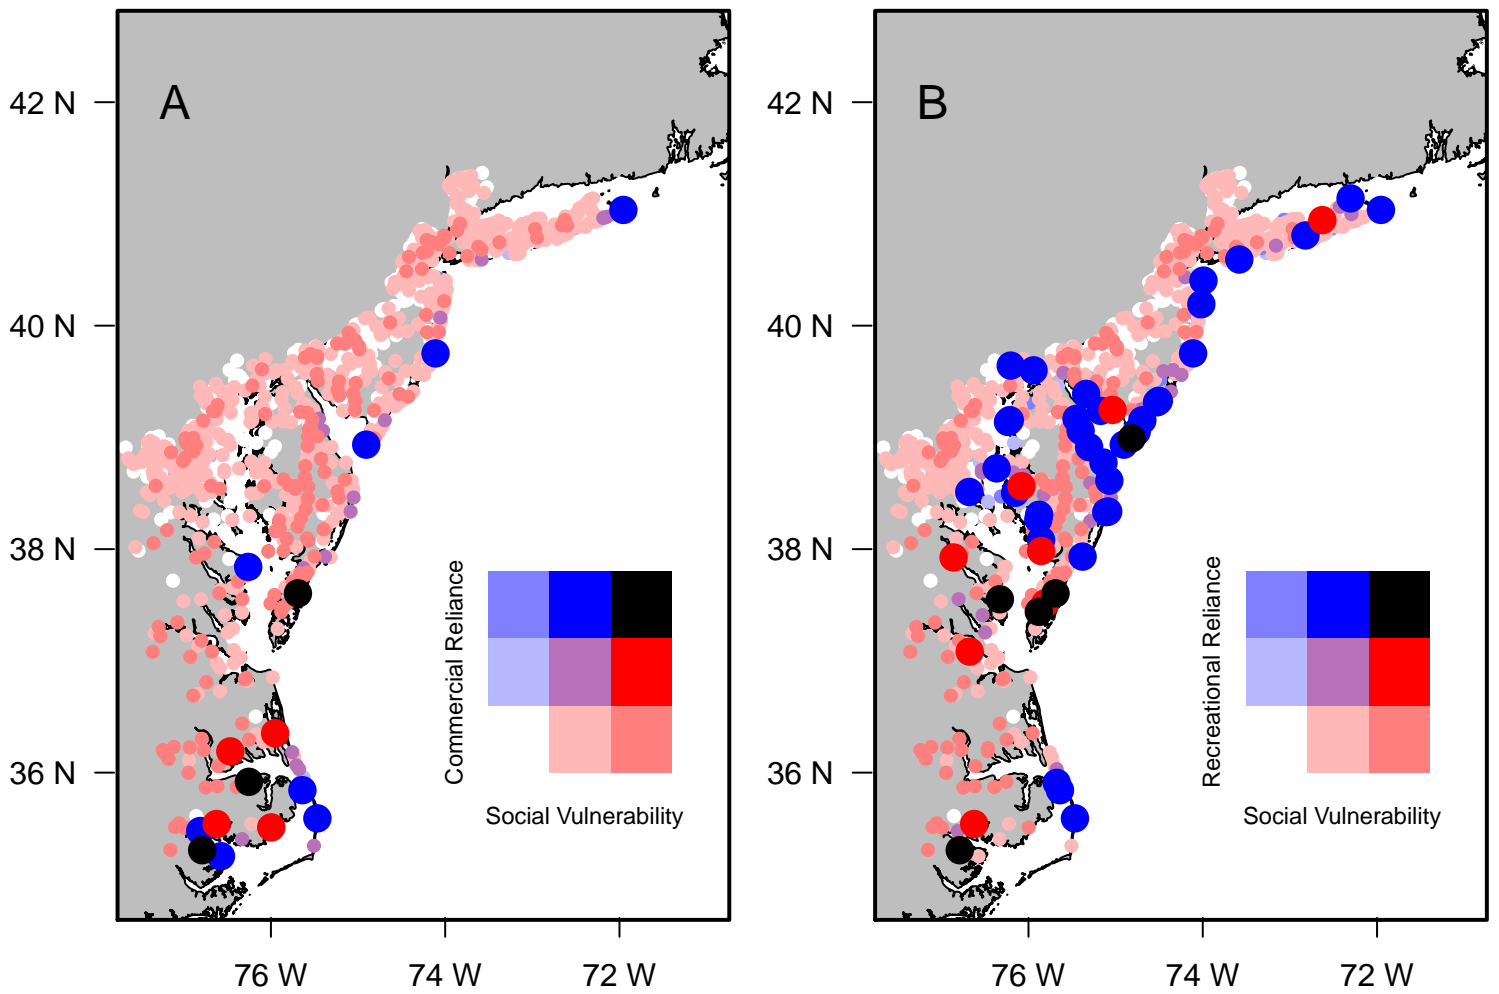 A
B
42 N
40 N
38 N
36 N
42 N
40 N
38 N
36 N
Commercial Reliance
Social Vulnerability
Recreational Reliance
Social Vulnerability
76 W 74 W 72 W
76 W 74 W 72 W